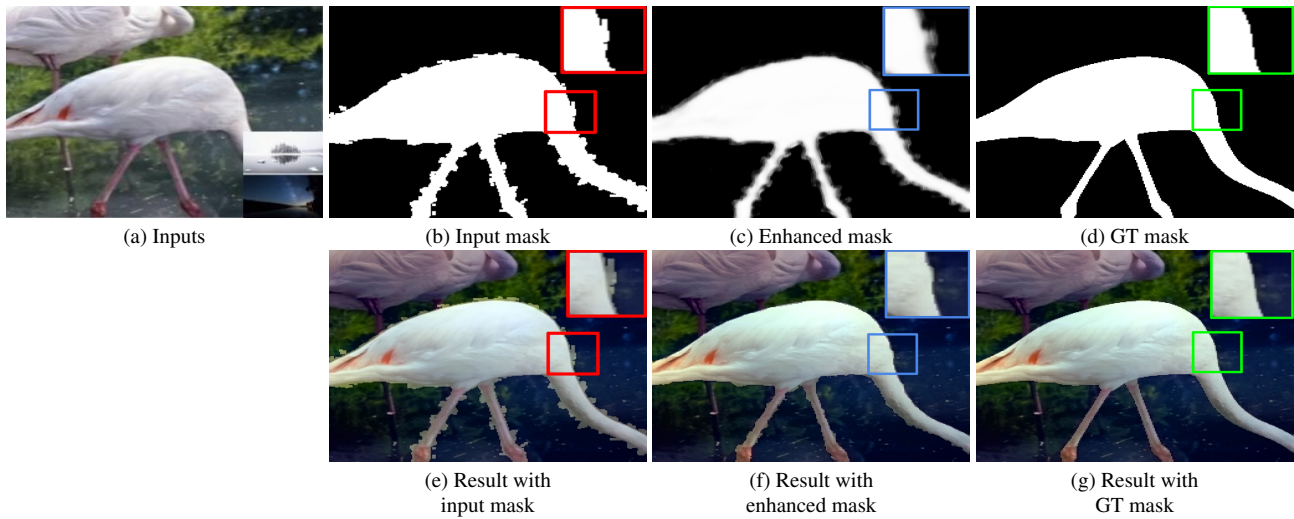 (a) Inputs
(b) Input mask
(c) Enhanced mask
(d) GT mask
(e) Result with
input mask
(f) Result with
enhanced mask
(g) Result with
GT mask